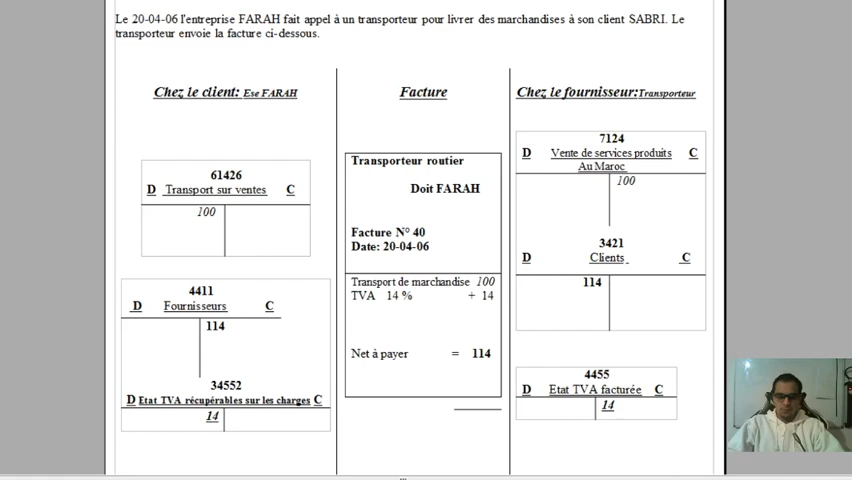 Le 20-04-06 l'entreprise FARAH fait appel à un transporteur pour livrer des marchandises à son client SABRI. Le
transporteur envoie la facture ci-dessous.
Chez le client: Ese FARAH
61426
D Transport sur ventes C
100
4411
D Fournisseurs C
114
34552
D Etat TVA récupérables sur les charges C
14
Facture
Transporteur routier
Doit FARAH
Facture N° 40
Date: 20-04-06
Transport de marchandise 100
TVA 14 % + 14
Net à payer = 114
Chez le fournisseur:Transporteur
7124
D Vente de services produits C
Au Maroc
100
3421
D Clients C
114
4455
D Etat TVA facturée C
14